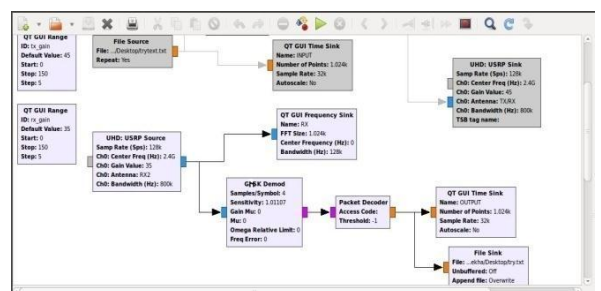 QT GUI Range
ID: tx_gain
Default Value: 45
Start: 0
Stop: 150
Step: 5
File Source
File: .../Desktop/trytext.txt
Repeat: Yes
QT GUI Time Sink
Name: INPUT
Number of Points: 1.024k
Sample Rate: 32k
Autoscale: No
UHD: USRP Sink
Samp Rate (Sps): 128k
Ch0: Center Freq (Hz): 2.4G
Ch0: Gain Value: 45
Ch0: Antenna: TX/RX
Ch0: Bandwidth (Hz): 800k
TSB tag name:
QT GUI Range
ID: rx_gain
Default Value: 35
Start: 0
Stop: 150
Step: 5
UHD: USRP Source
Samp Rate (Sps): 128k
Ch0: Center Freq (Hz): 2.4G
Ch0: Gain Value: 35
Ch0: Antenna: RX2
Ch0: Bandwidth (Hz): 800k
QT GUI Frequency Sink
Name: RX
FFT Size: 1.024k
Center Frequency (Hz): 0
Bandwidth (Hz): 128k
GMSK Demod
Samples/Symbol: 4
Sensitivity: 1.01107
Gain Mu: 0
Mu: 0
Omega Relative Limit: 0
Freq Error: 0
Packet Decoder
Access Code:
Threshold: -1
QT GUI Time Sink
Name: OUTPUT
Number of Points: 1.024k
Sample Rate: 32k
Autoscale: No
File Sink
File: ...ekha/Desktop/try.txt
Unbuffered: Off
Append file: Overwrite